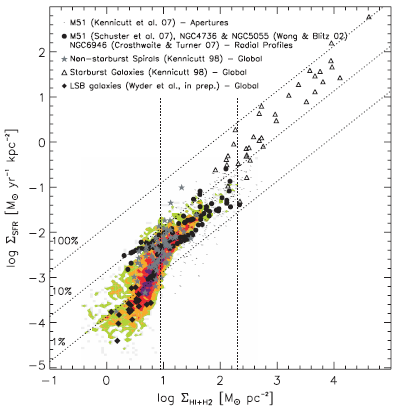 M51 (Kennicutt et al. 07) – Apertures
M51 (Schuster et al. 07), NGC4736 & NGC5055 (Wong & Blitz 02)
NGC6946 (Crosthwaite & Turner 07) – Radial Profiles
Non–starburst Spirals (Kennicutt 98) – Global
Starburst Galaxies (Kennicutt 98) – Global
LSB galaxies (Wyder et al., in prep.) – Global
2
1
0
−1
−2
−3
−4
−5
log ΣSFR [M⊙ yr⁻¹ kpc⁻²]
100%
10%
1%
−1 0 1 2 3 4
log ΣHI+H2 [M⊙ pc⁻²]